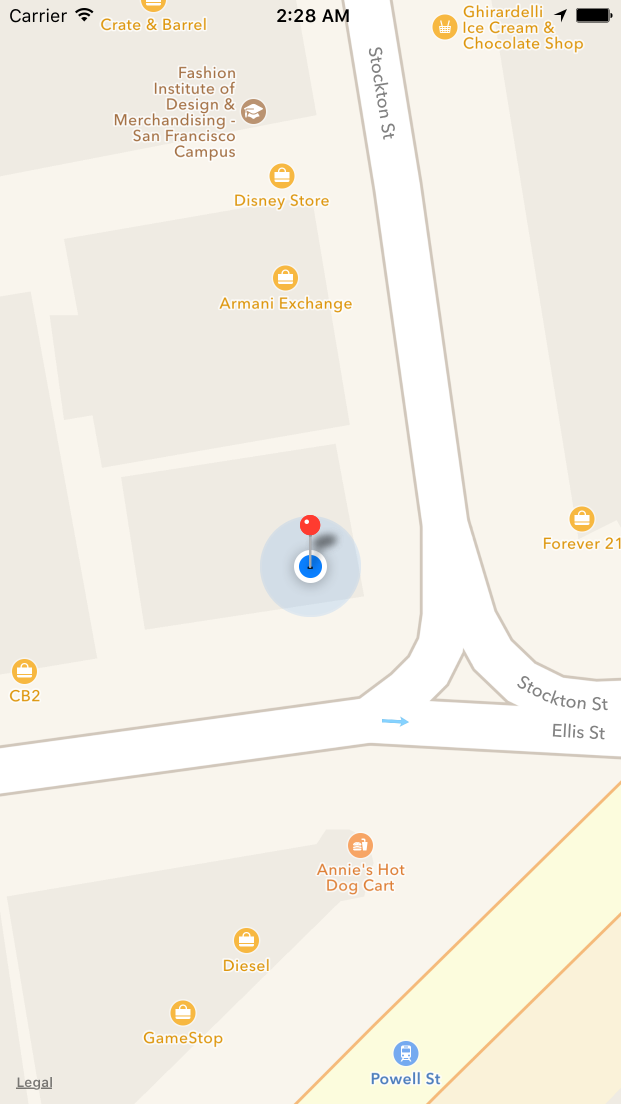 Carrier 2:28 AM
Crate & Barrel
Ghirardelli
Ice Cream &
Chocolate Shop
Stockton St
Fashion
Institute of
Design &
Merchandising -
San Francisco
Campus
Disney Store
Armani Exchange
Forever 21
CB2
Stockton St
Ellis St
Annie's Hot
Dog Cart
Diesel
GameStop
Powell St
Legal